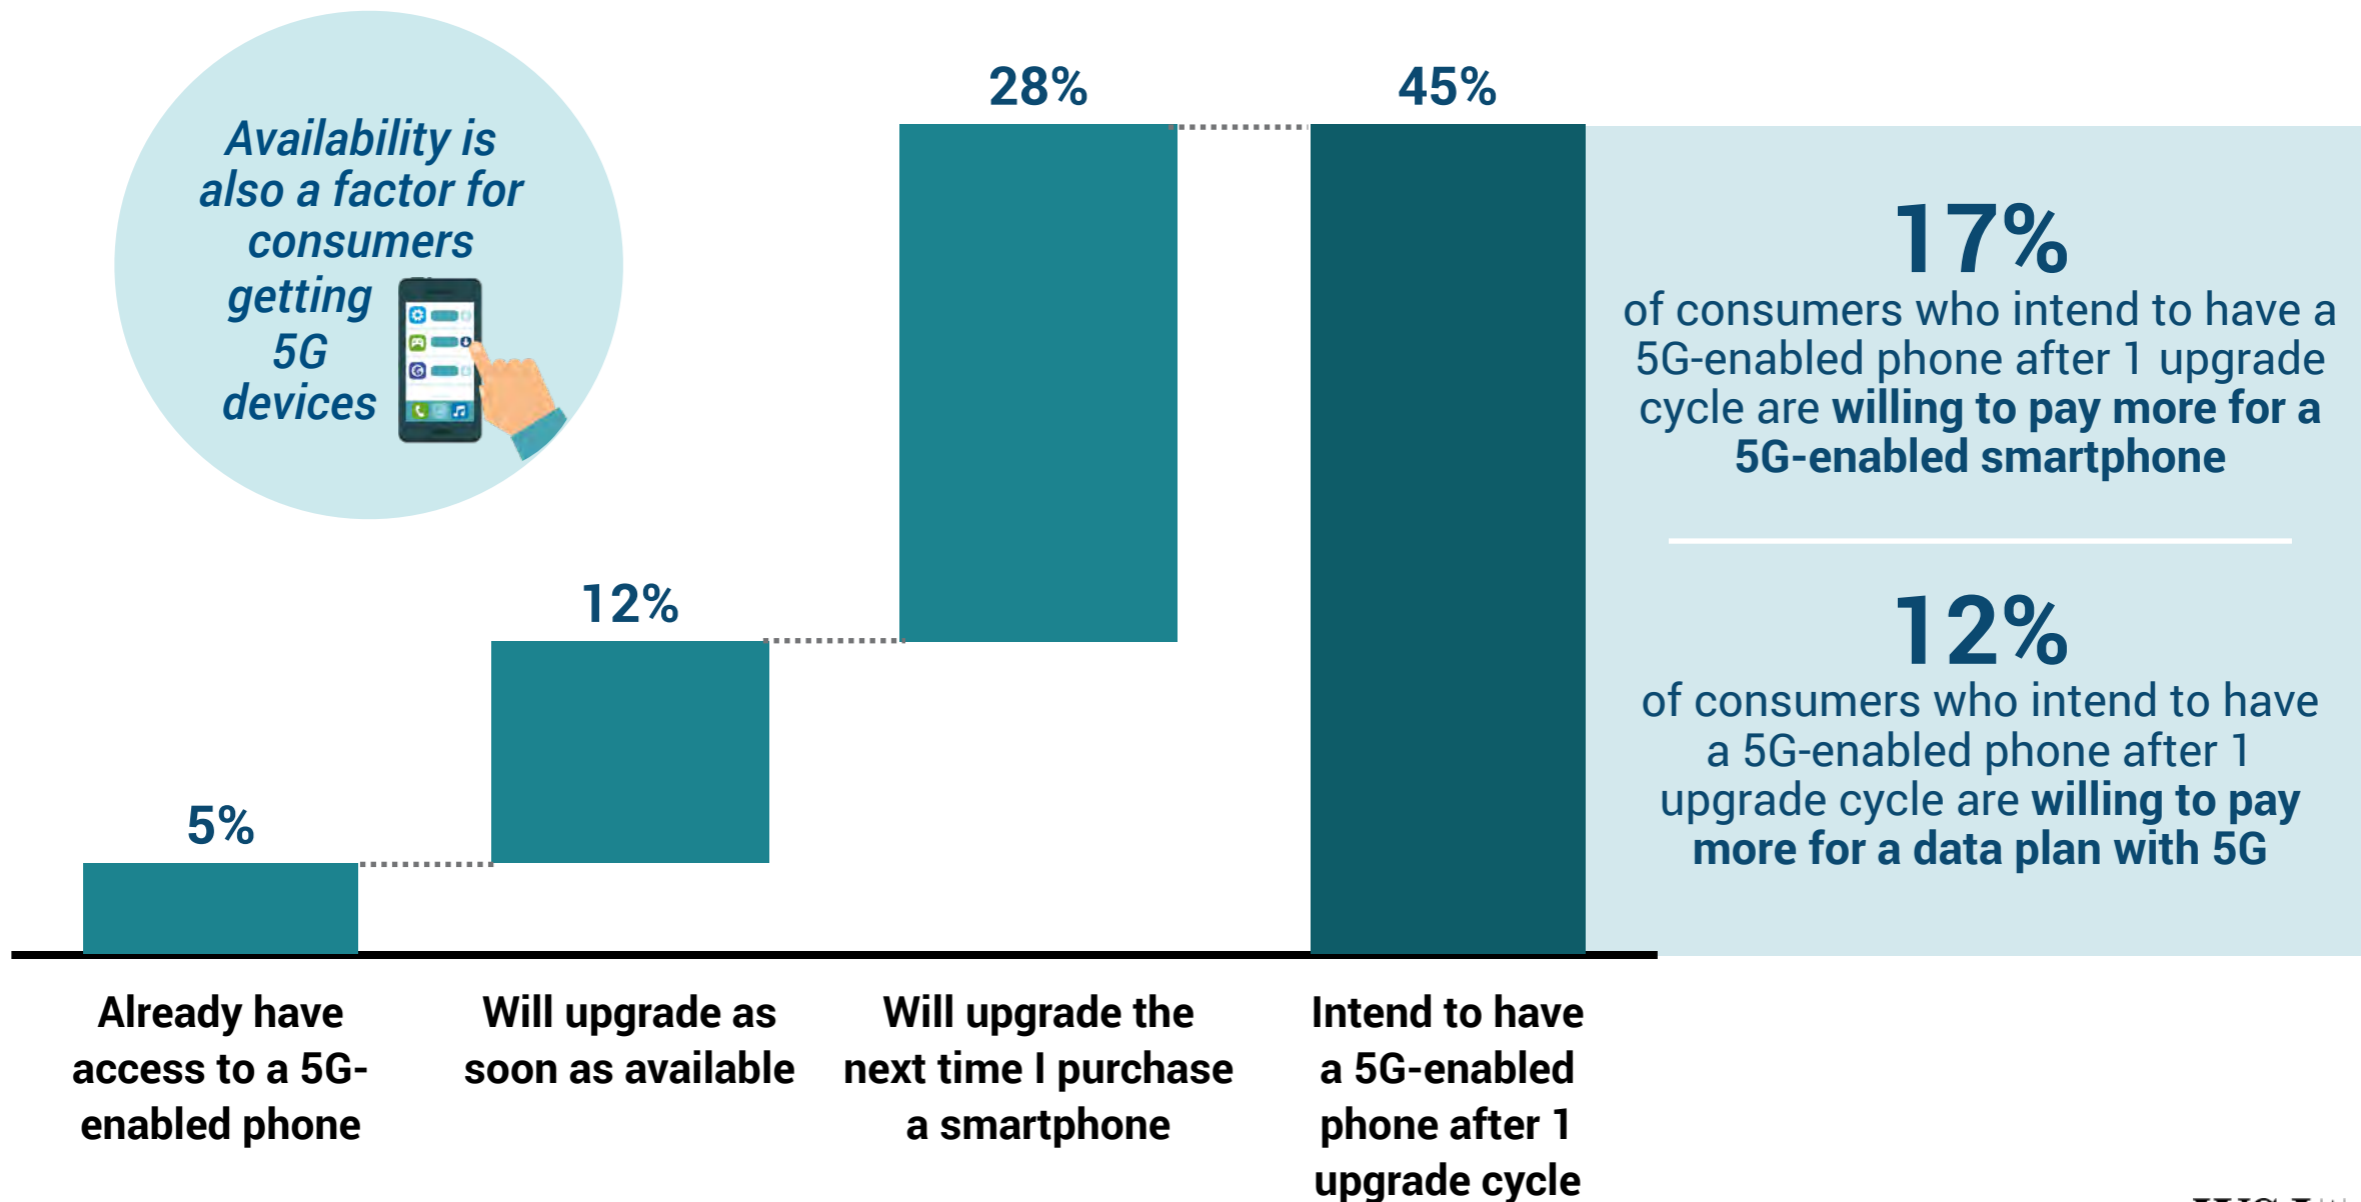 Availability is
also a factor for
consumers
getting
5G
devices
28%
45%
12%
5%
17%
of consumers who intend to have a
5G-enabled phone after 1 upgrade
cycle are willing to pay more for a
5G-enabled smartphone
12%
of consumers who intend to have
a 5G-enabled phone after 1
upgrade cycle are willing to pay
more for a data plan with 5G
Already have
access to a 5G-
enabled phone
Will upgrade as
soon as available
Will upgrade the
next time I purchase
a smartphone
Intend to have
a 5G-enabled
phone after 1
upgrade cycle